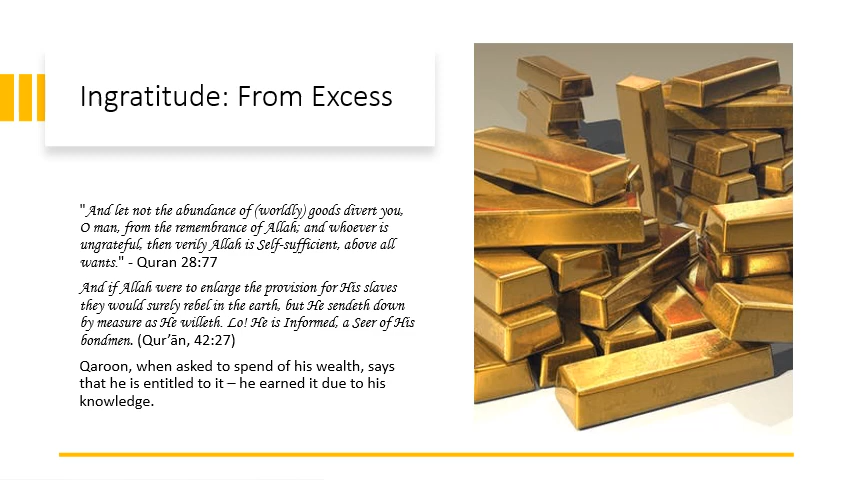 Ingratitude: From Excess
"And let not the abundance of (worldly) goods divert you,
O man, from the remembrance of Allah; and whoever is
ungrateful, then verily Allah is Self-sufficient, above all
wants." - Quran 28:77
And if Allah were to enlarge the provision for His slaves
they would surely rebel in the earth, but He sendeth down
by measure as He willeth. Lo! He is Informed, a Seer of His
bondmen. (Qur’ān, 42:27)
Qaroon, when asked to spend of his wealth, says
that he is entitled to it – he earned it due to his
knowledge.